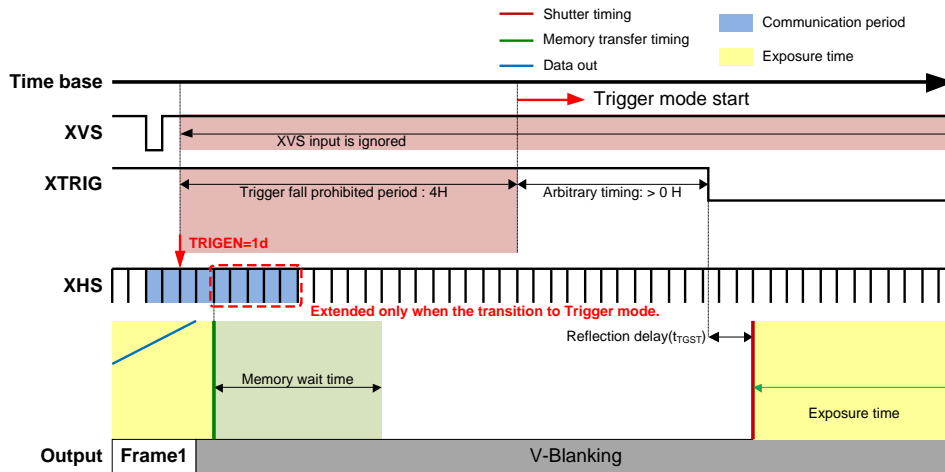 Shutter timing
Memory transfer timing
Data out
Communication period
Exposure time
Time base
Trigger mode start
XVS
XVS input is ignored
XTRIG
Trigger fall prohibited period : 4H
Arbitrary timing: > 0 H
TRIGEN=1d
XHS
Extended only when the transition to Trigger mode.
Reflection delay(tTGST)
Memory wait time
Exposure time
Output
Frame1
V-Blanking